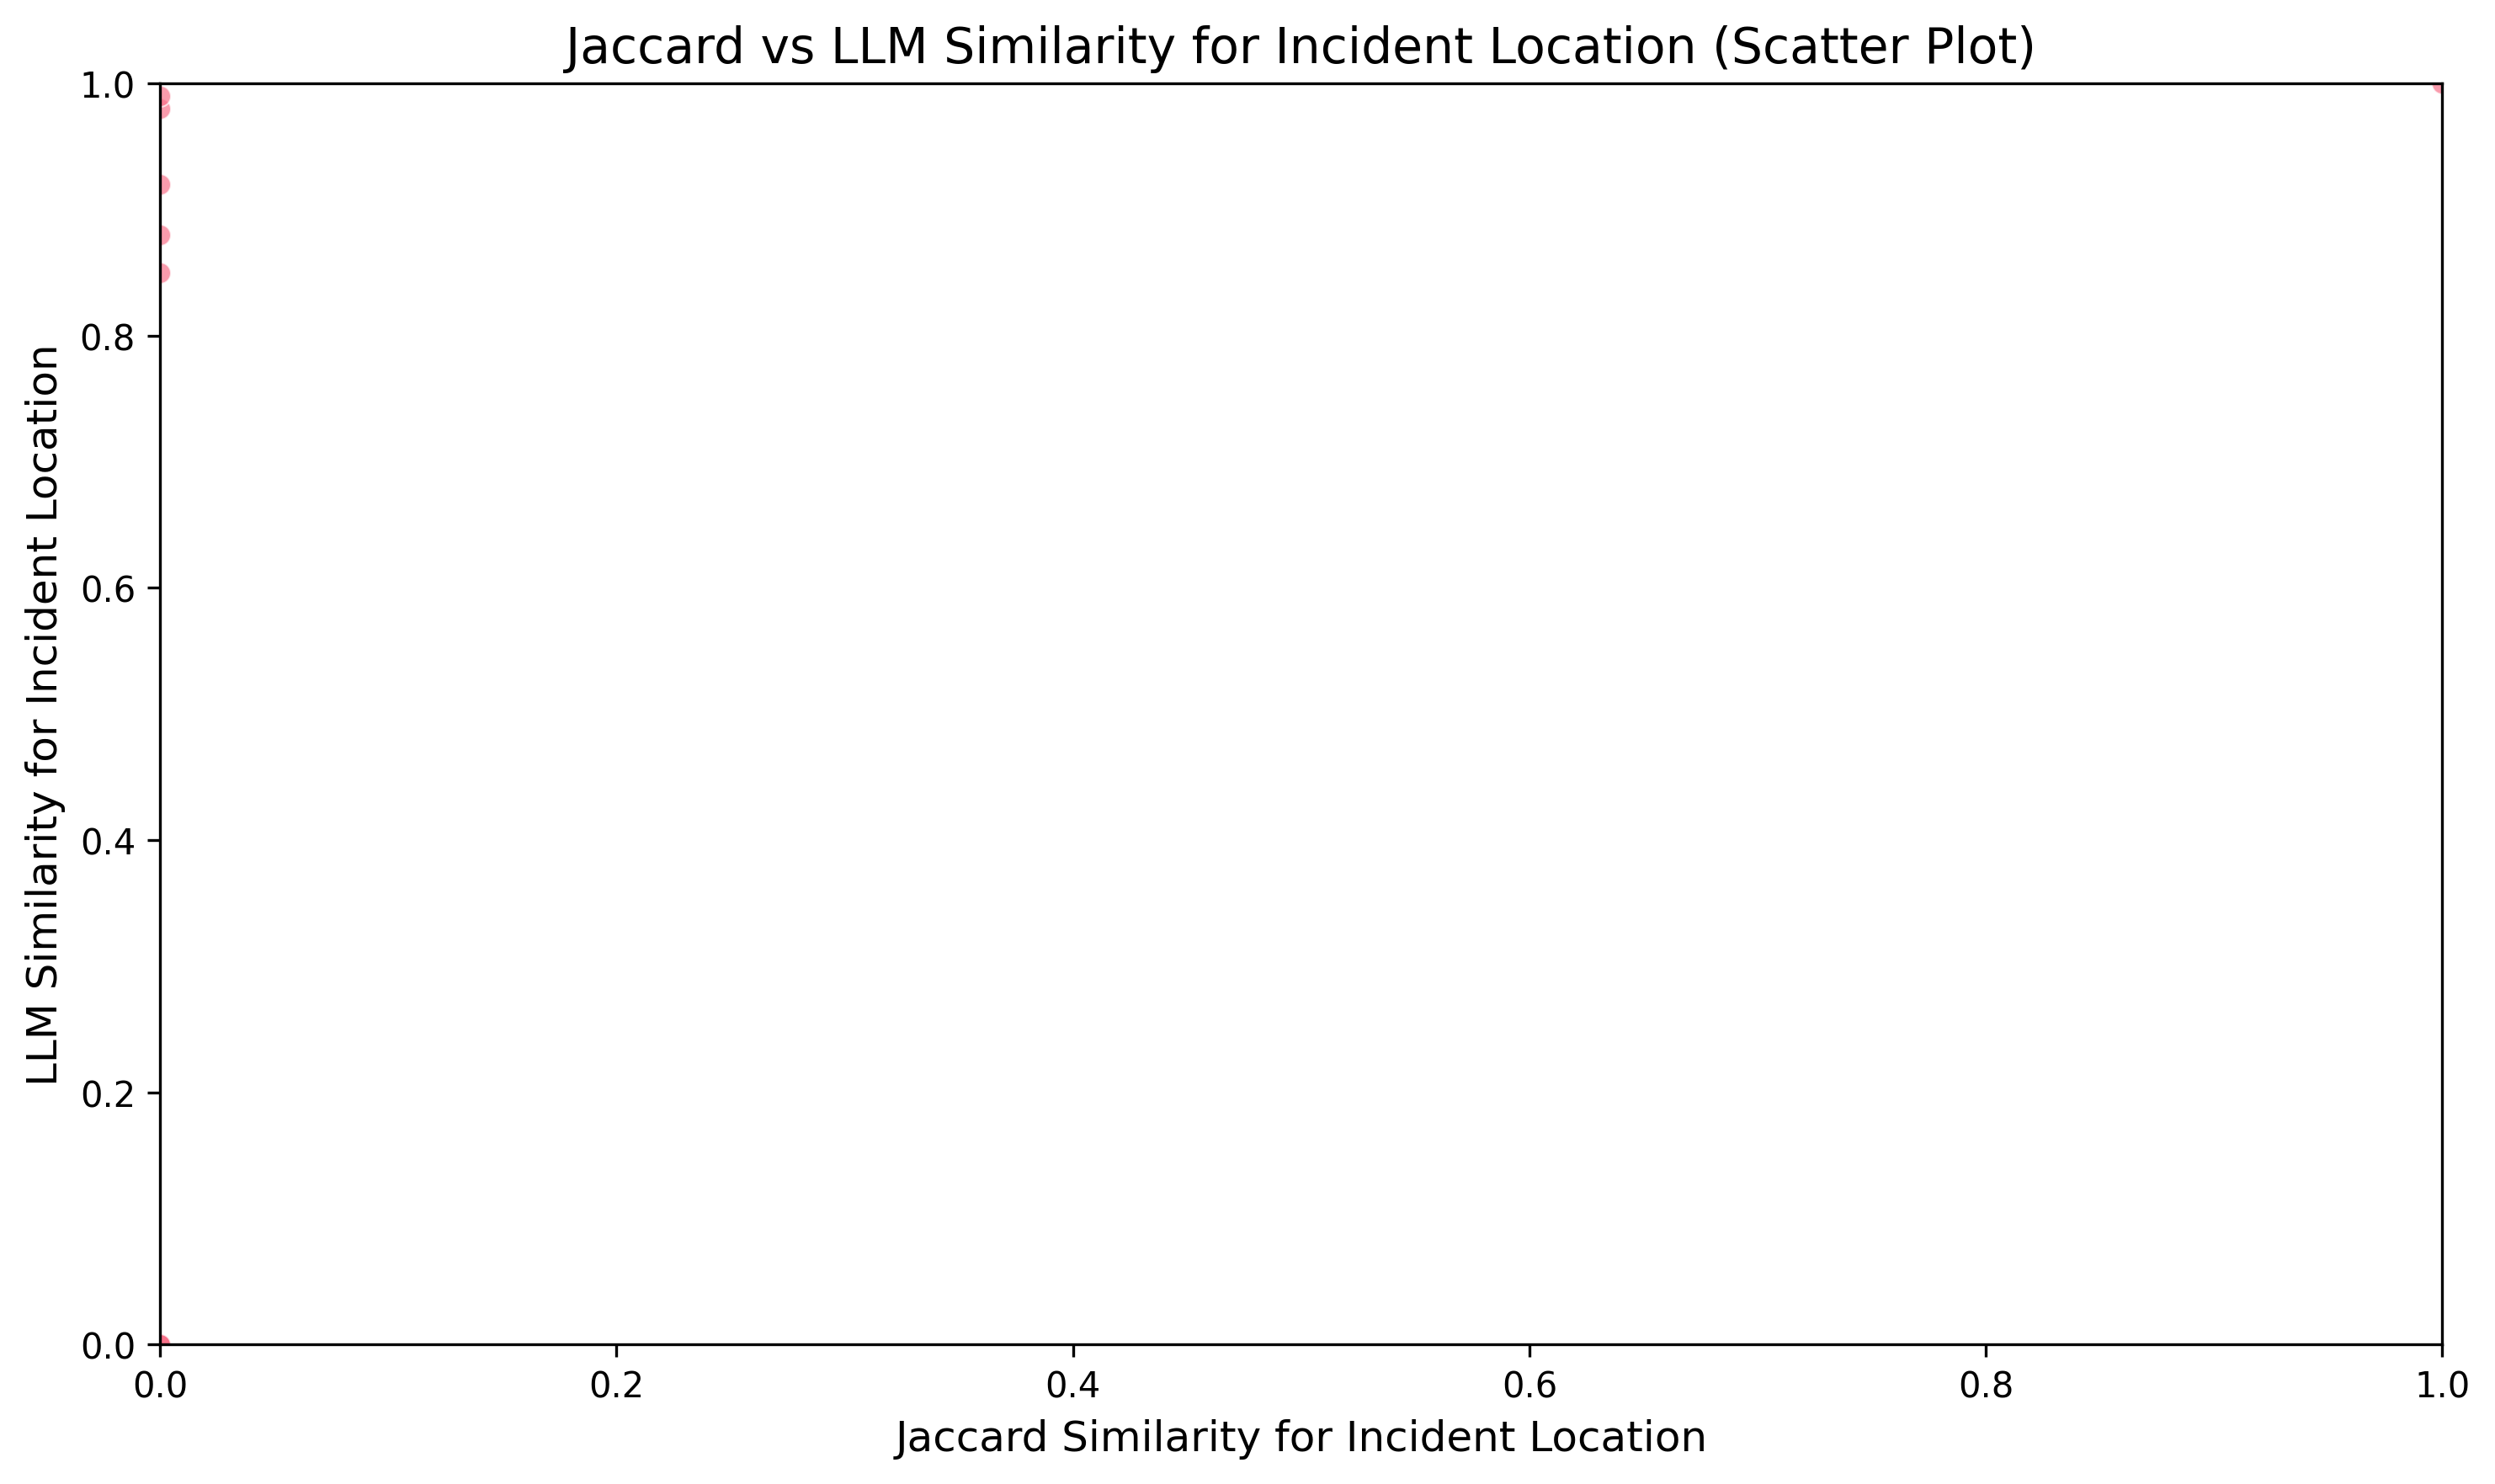 Jaccard vs LLM Similarity for Incident Location (Scatter Plot)
1.0
0.8
0.6
0.4
0.2
0.0
LLM Similarity for Incident Location
0.0 0.2 0.4 0.6 0.8 1.0
Jaccard Similarity for Incident Location